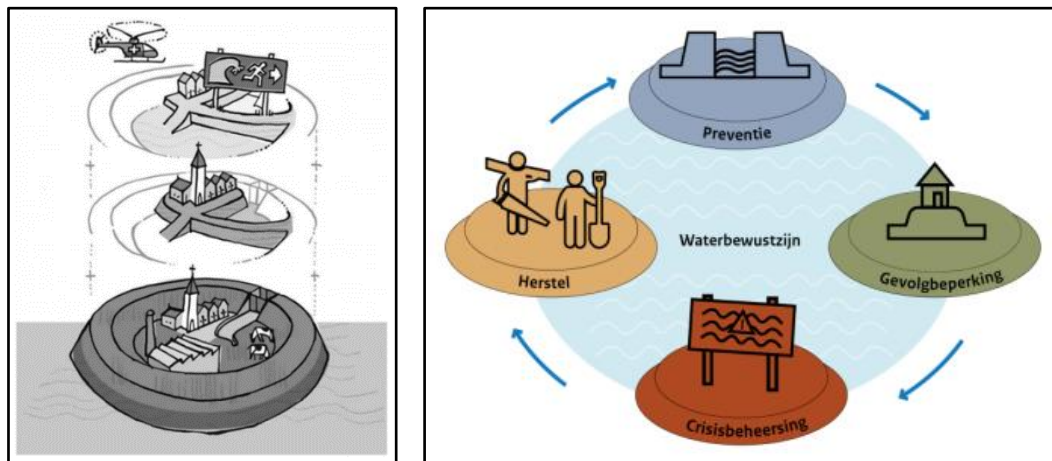 Preventie
Waterbewustzijn
Herstel
Gevolgbeperking
Crisisbeheersing